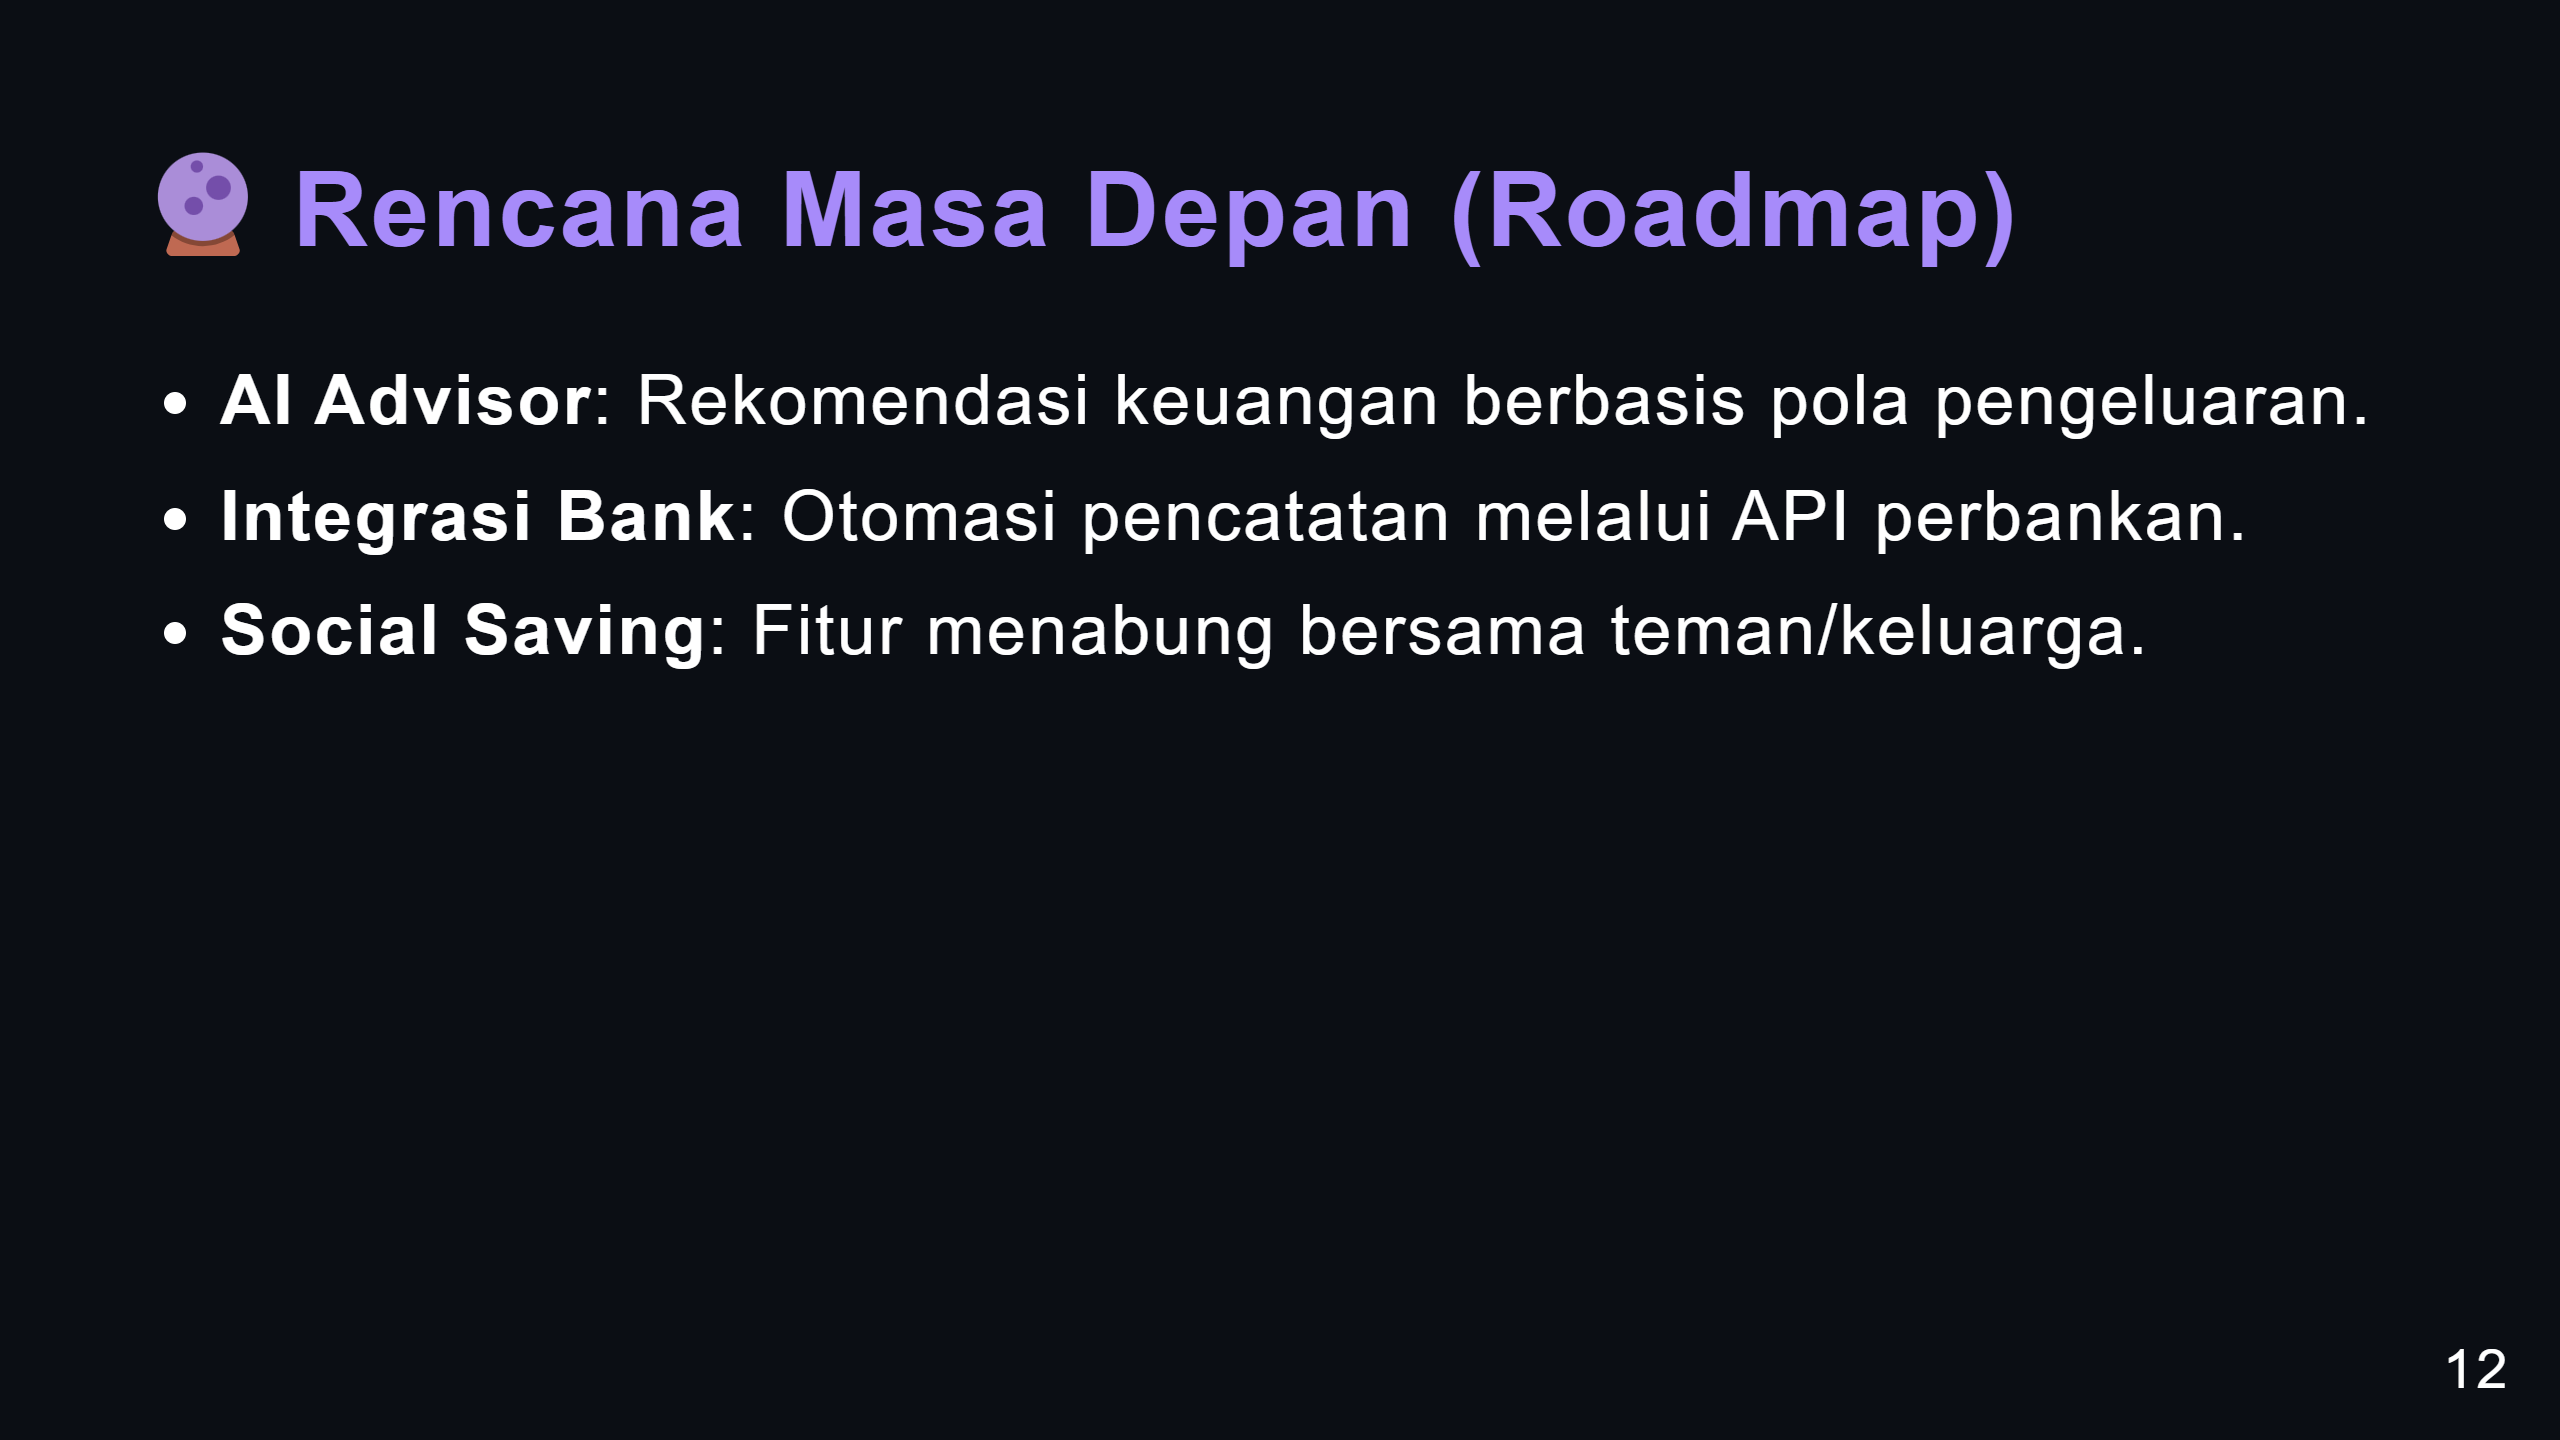 Rencana Masa Depan (Roadmap)
• AI Advisor: Rekomendasi keuangan berbasis pola pengeluaran.
• Integrasi Bank: Otomasi pencatatan melalui API perbankan.
• Social Saving: Fitur menabung bersama teman/keluarga.
12